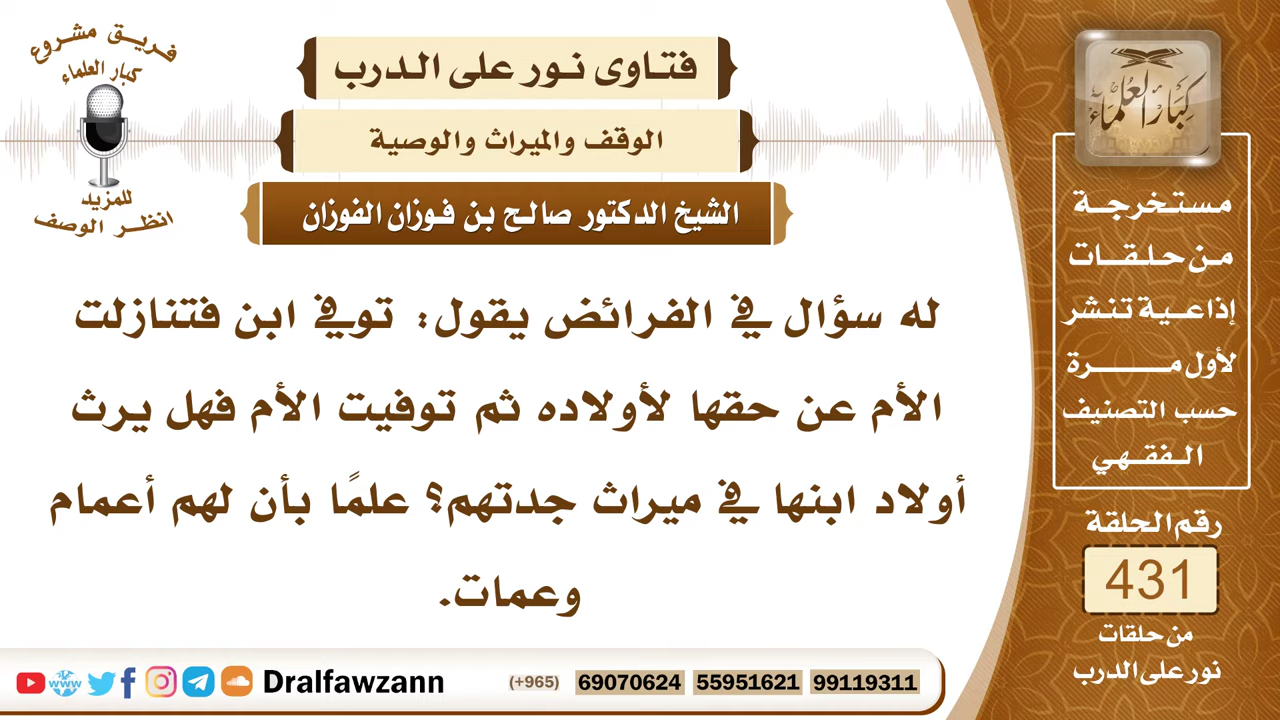 فريق مشروع
كبار العلماء
للمزيد
انظر الوصف
فتاوى نور على الدرب
الوقف والميراث والوصية
الشيخ الدكتور صالح بن فوزان الفوزان
له سؤال في الفرائض يقول: توفي ابن فتنازلت
الأم عن حقها لأولاده ثم توفيت الأم فهل يرث
أولاد ابنها في ميراث جدتهم؟ علمًا بأن لهم أعمام
وعمات.
كبار العلماء
مستخرجة
من حلقات
إذاعية تنشر
لأول مرة
حسب التصنيف
الفقهي
رقم الحلقة
431
من حلقات
نور على الدرب
www
Dralfawzann
(+965) 69070624 55951621 99119311